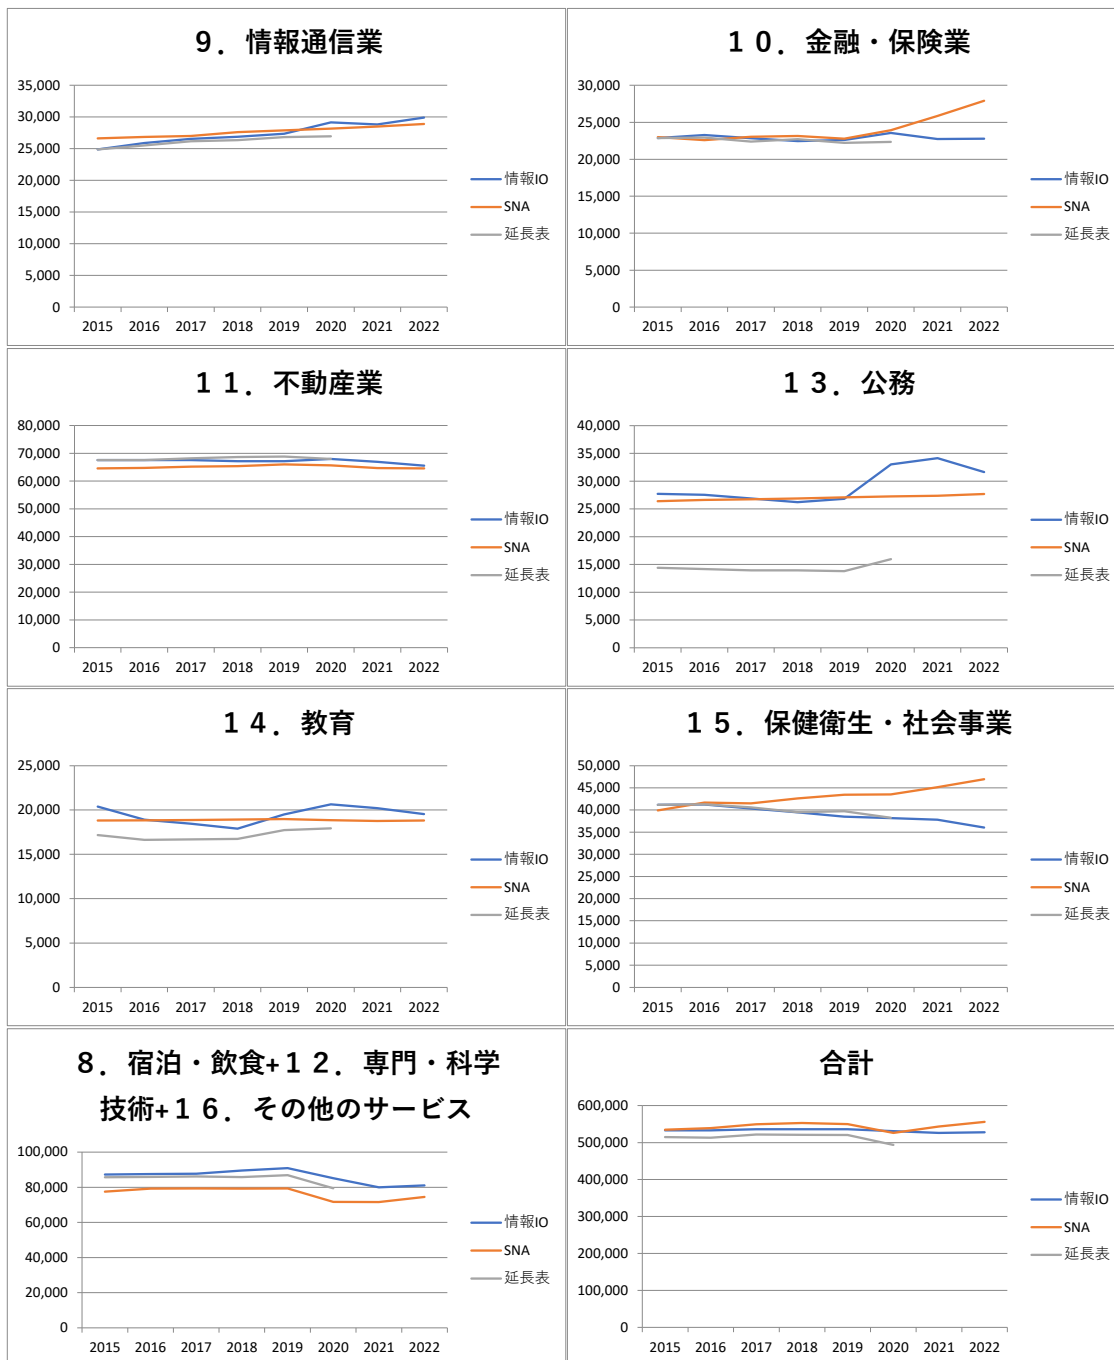 ９．情報通信業
35,000
30,000
25,000
20,000
15,000
10,000
5,000
0
2015 2016 2017 2018 2019 2020 2021 2022
情報IO
SNA
延長表
１０．金融・保険業
30,000
25,000
20,000
15,000
10,000
5,000
0
2015 2016 2017 2018 2019 2020 2021 2022
情報IO
SNA
延長表
１１．不動産業
80,000
70,000
60,000
50,000
40,000
30,000
20,000
10,000
0
2015 2016 2017 2018 2019 2020 2021 2022
情報IO
SNA
延長表
１３．公務
40,000
35,000
30,000
25,000
20,000
15,000
10,000
5,000
0
2015 2016 2017 2018 2019 2020 2021 2022
情報IO
SNA
延長表
１４．教育
25,000
20,000
15,000
10,000
5,000
0
2015 2016 2017 2018 2019 2020 2021 2022
情報IO
SNA
延長表
１５．保健衛生・社会事業
50,000
45,000
40,000
35,000
30,000
25,000
20,000
15,000
10,000
5,000
0
2015 2016 2017 2018 2019 2020 2021 2022
情報IO
SNA
延長表
８．宿泊・飲食+１２．専門・科学
技術+１６．その他のサービス
100,000
80,000
60,000
40,000
20,000
0
2015 2016 2017 2018 2019 2020 2021 2022
情報IO
SNA
延長表
合計
600,000
500,000
400,000
300,000
200,000
100,000
0
2015 2016 2017 2018 2019 2020 2021 2022
情報IO
SNA
延長表